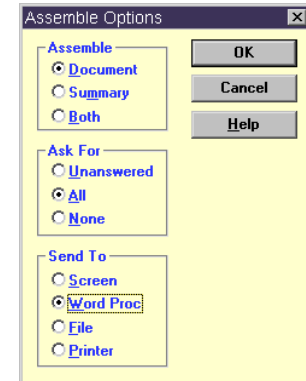 Assemble Options
Assemble
Document
Summary
Both
OK
Cancel
Help
Ask For
Unanswered
All
None
Send To
Screen
Word Proc
File
Printer